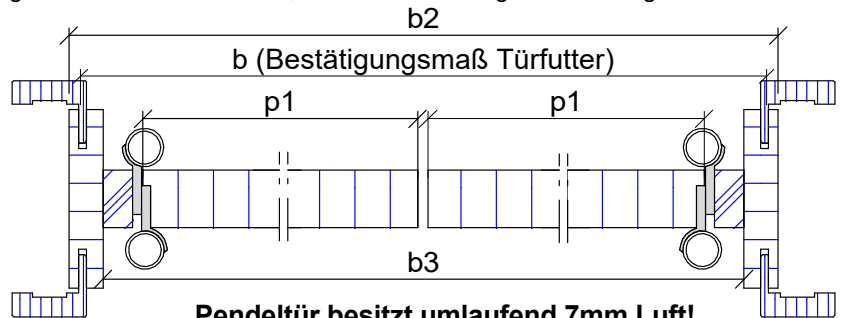 b2
b (Bestätigungsmaß Türfutter)
p1 p1
b3
Pendeltür besitzt umlaufend 7mm Luft!